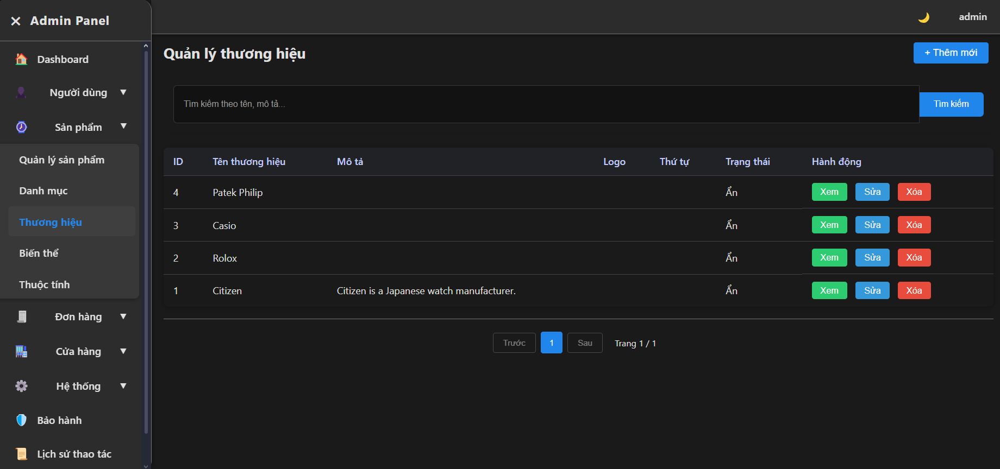 ✕ Admin Panel
🌙 admin
🏠 Dashboard
Người dùng ▼
Sản phẩm ▼
Quản lý sản phẩm
Danh mục
Thương hiệu
Biến thể
Thuộc tính
Đơn hàng ▼
Cửa hàng ▼
Hệ thống ▼
Bảo hành
Lịch sử thao tác
Quản lý thương hiệu
+ Thêm mới
Tìm kiếm theo tên, mô tả...
Tìm kiếm
ID Tên thương hiệu Mô tả Logo Thứ tự Trạng thái Hành động
4 Patek Philip Ẩn Xem Sửa Xóa
3 Casio Ẩn Xem Sửa Xóa
2 Rolox Ẩn Xem Sửa Xóa
1 Citizen Citizen is a Japanese watch manufacturer. Ẩn Xem Sửa Xóa
Trước 1 Sau Trang 1 / 1